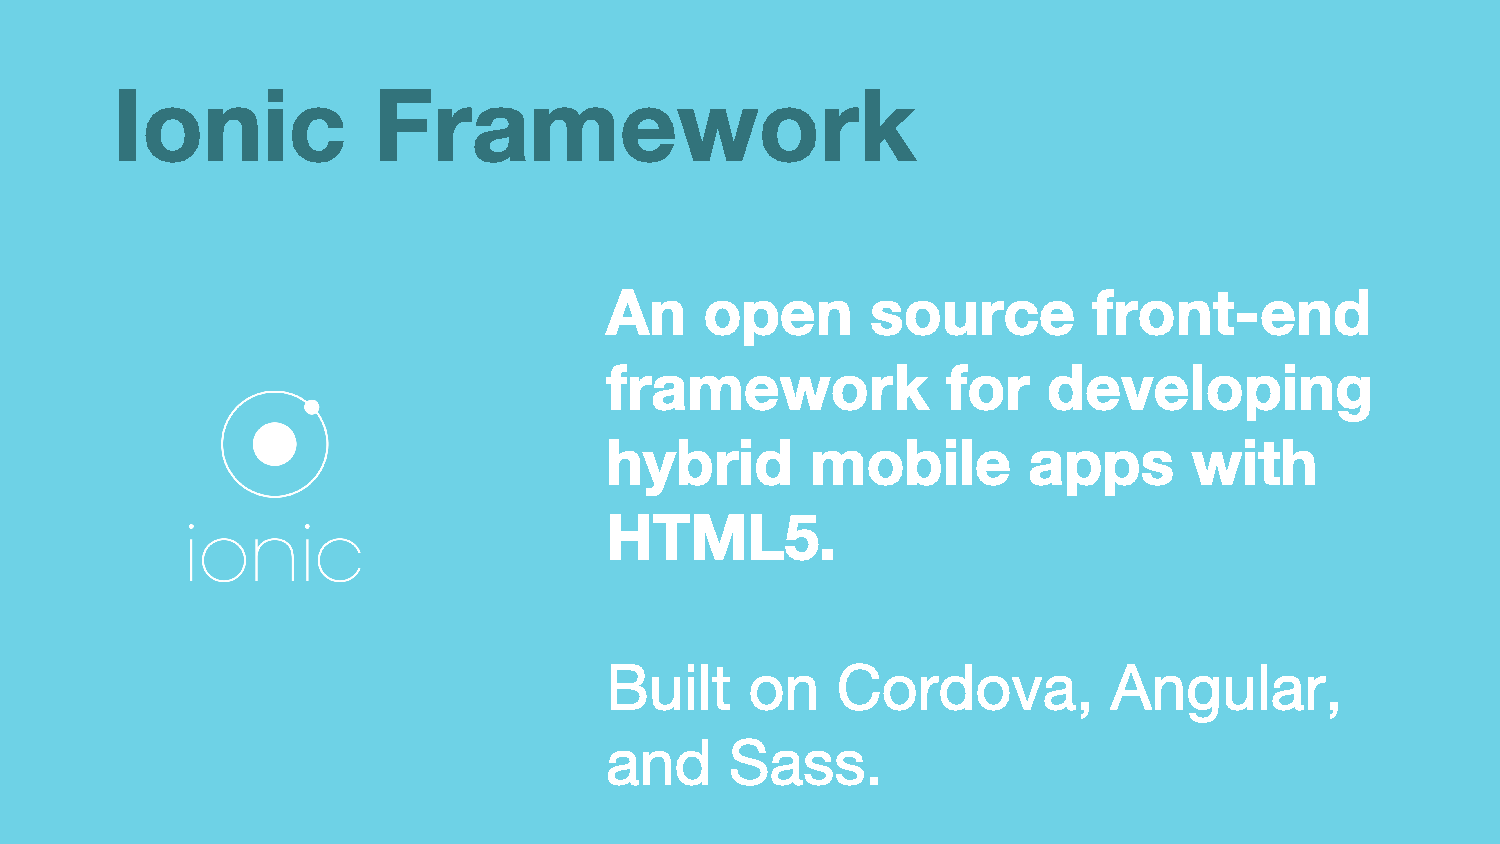 Ionic Framework
An open source front-end
framework for developing
hybrid mobile apps with
HTML5.
ionic
Built on Cordova, Angular,
and Sass.